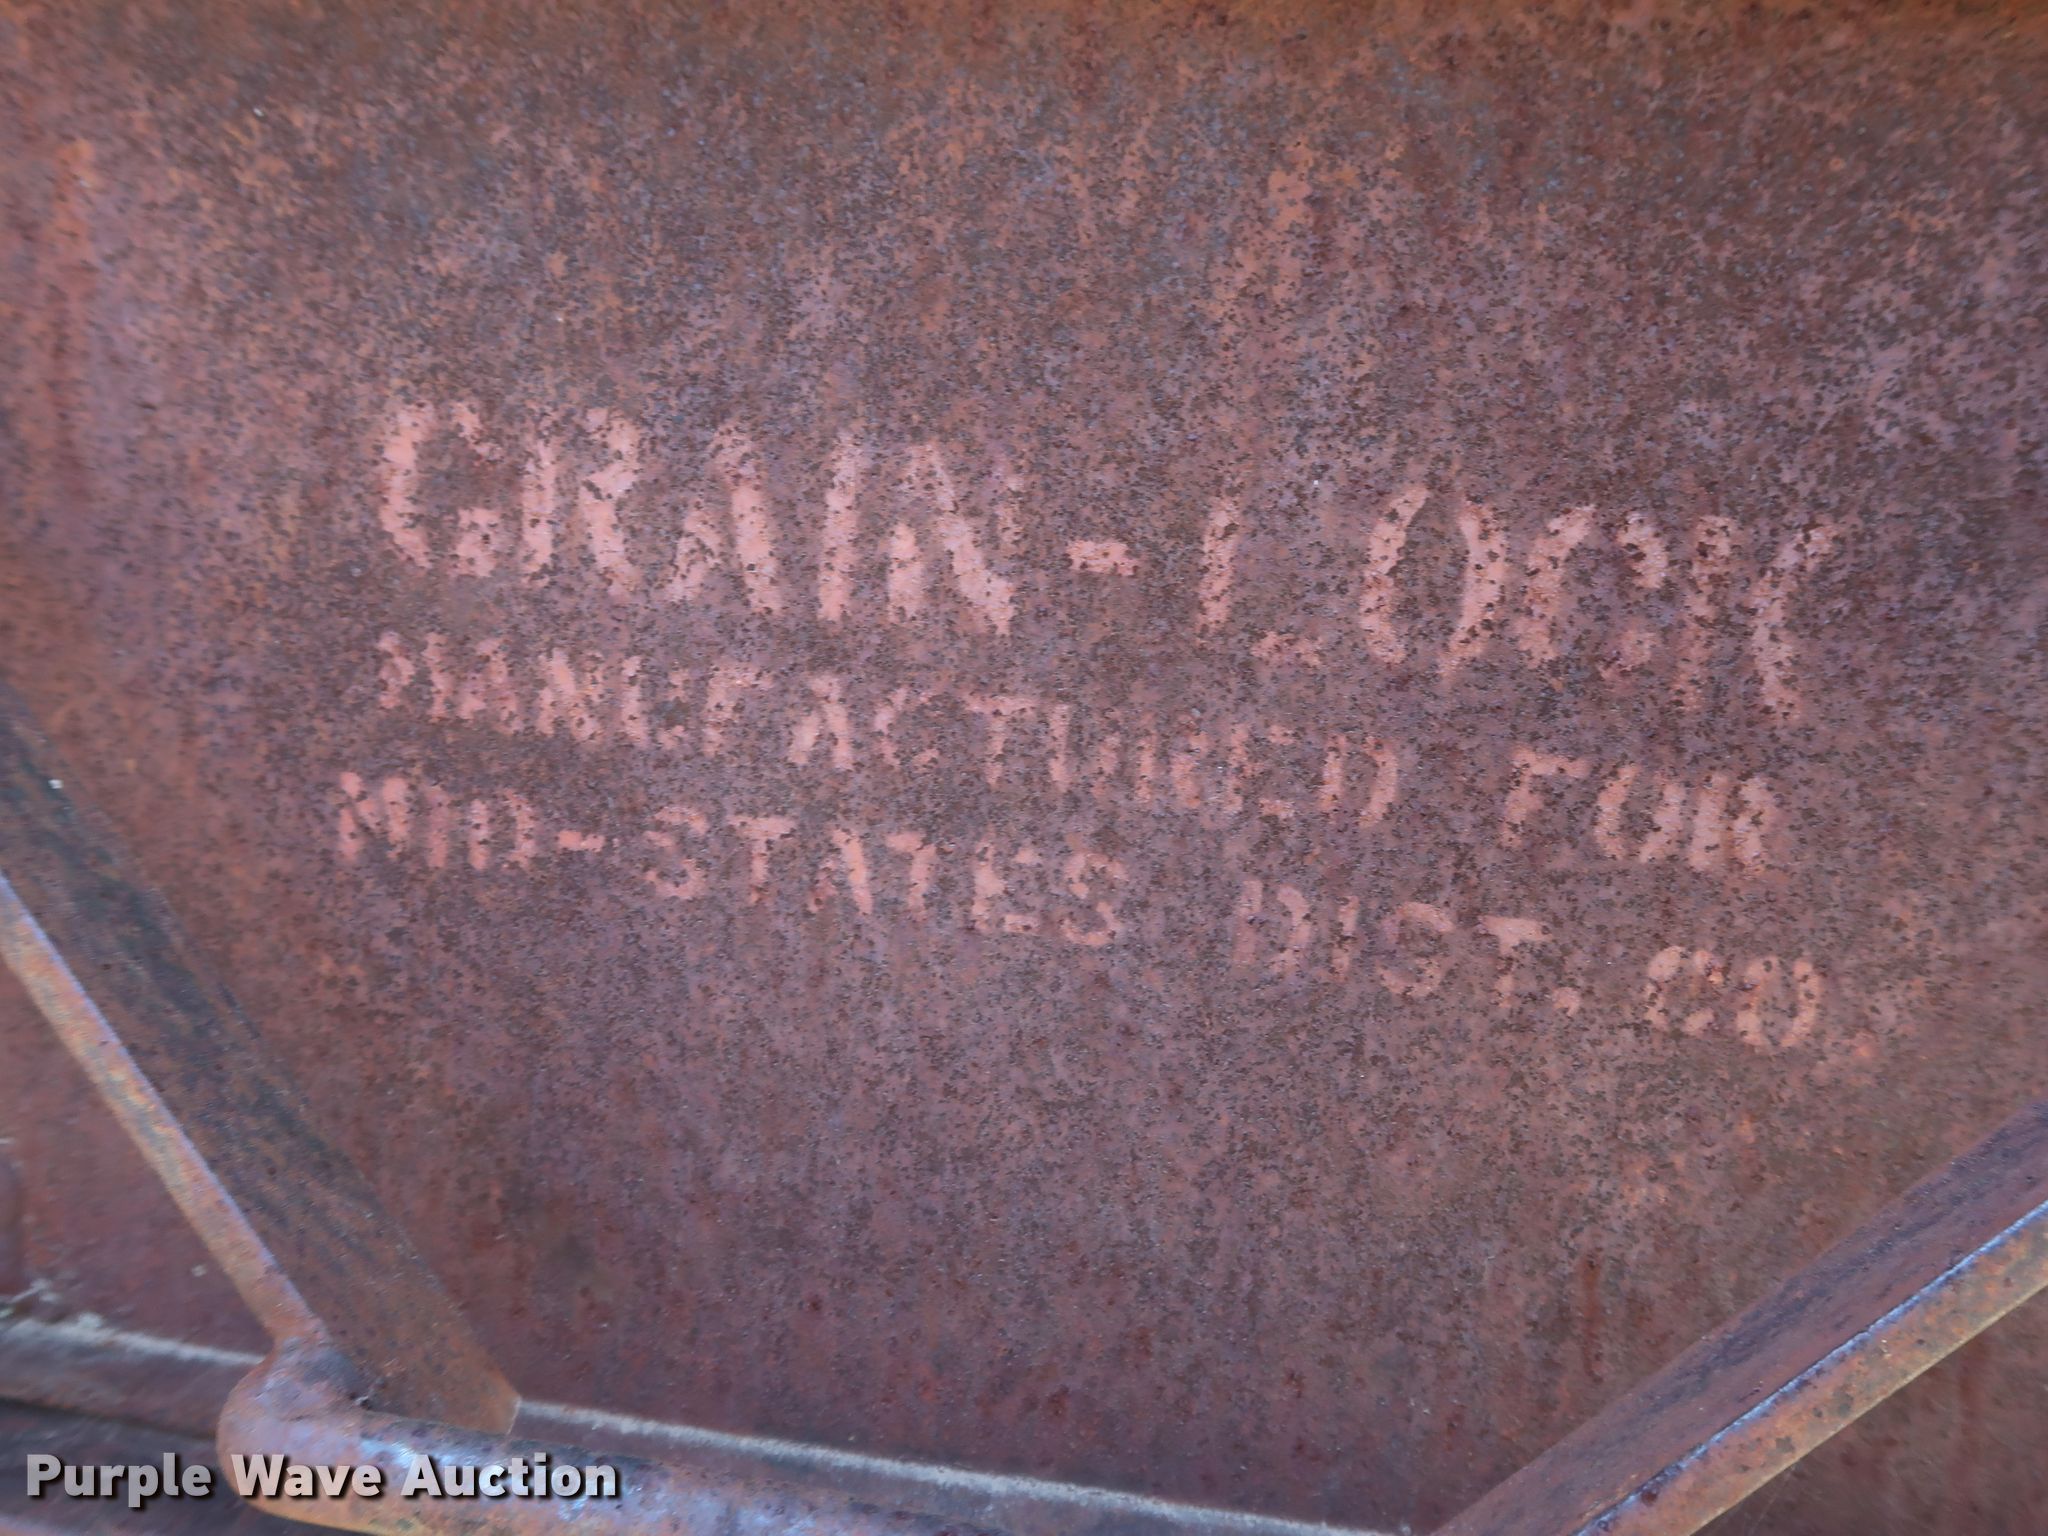 GRAIN-LOCK
MANUFACTURED FOR
MID-STATES DIST. CO.
Purple Wave Auction